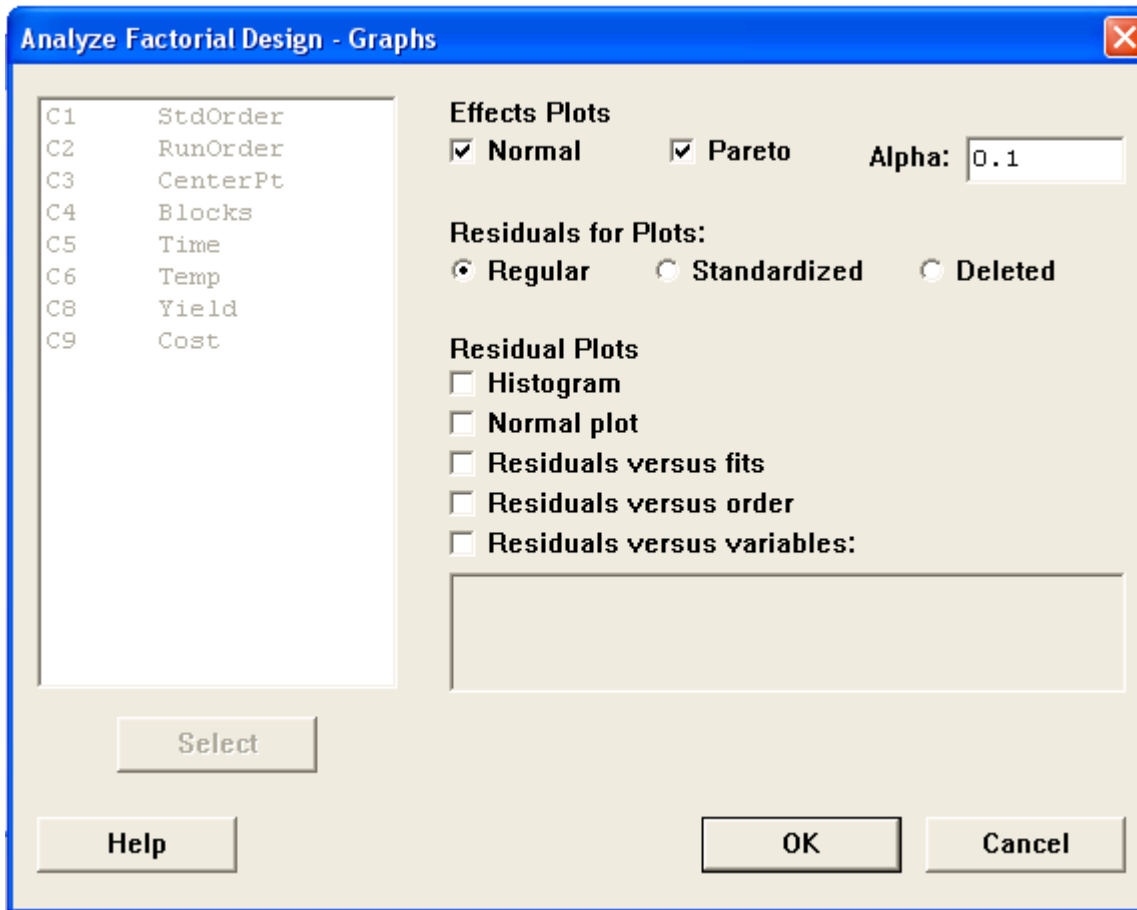 Analyze Factorial Design - Graphs
C1 StdOrder
C2 RunOrder
C3 CenterPt
C4 Blocks
C5 Time
C6 Temp
C8 Yield
C9 Cost
Select
Effects Plots
Normal Pareto Alpha: 0.1
Residuals for Plots:
Regular Standardized Deleted
Residual Plots
Histogram
Normal plot
Residuals versus fits
Residuals versus order
Residuals versus variables:
Help OK Cancel